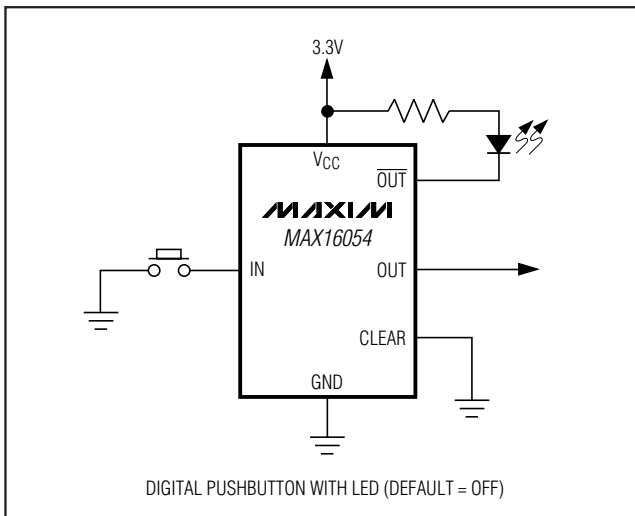 3.3V
VCC
OUT
MAXIM
MAX16054
IN
OUT
CLEAR
GND
DIGITAL PUSHBUTTON WITH LED (DEFAULT = OFF)